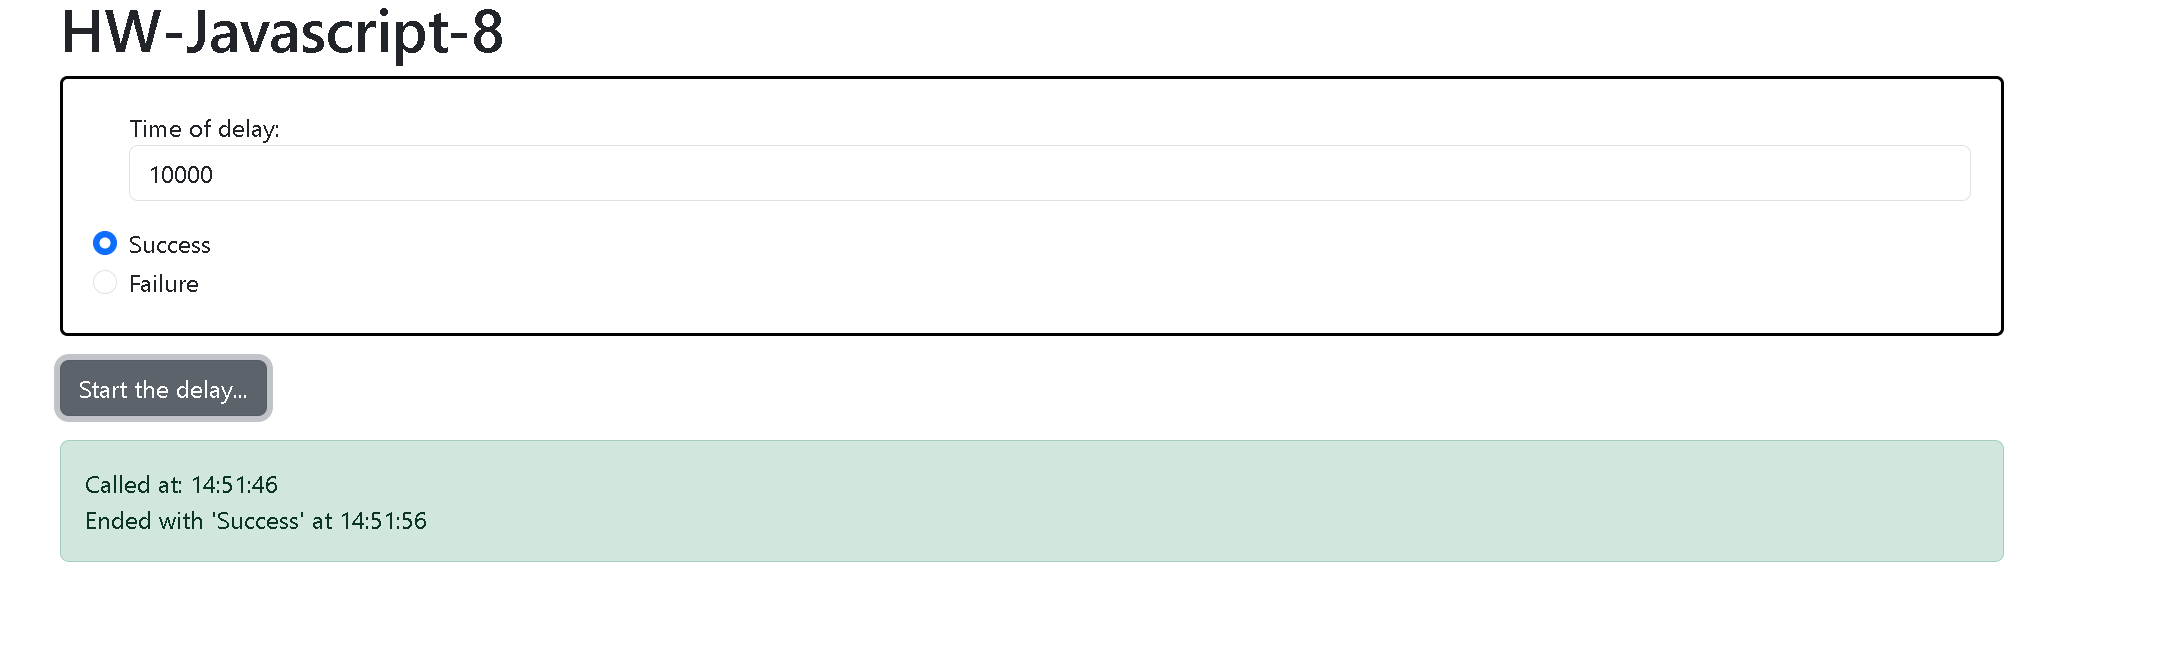 HW-Javascript-8
Time of delay:
10000
Success
Failure
Start the delay...
Called at: 14:51:46
Ended with 'Success' at 14:51:56